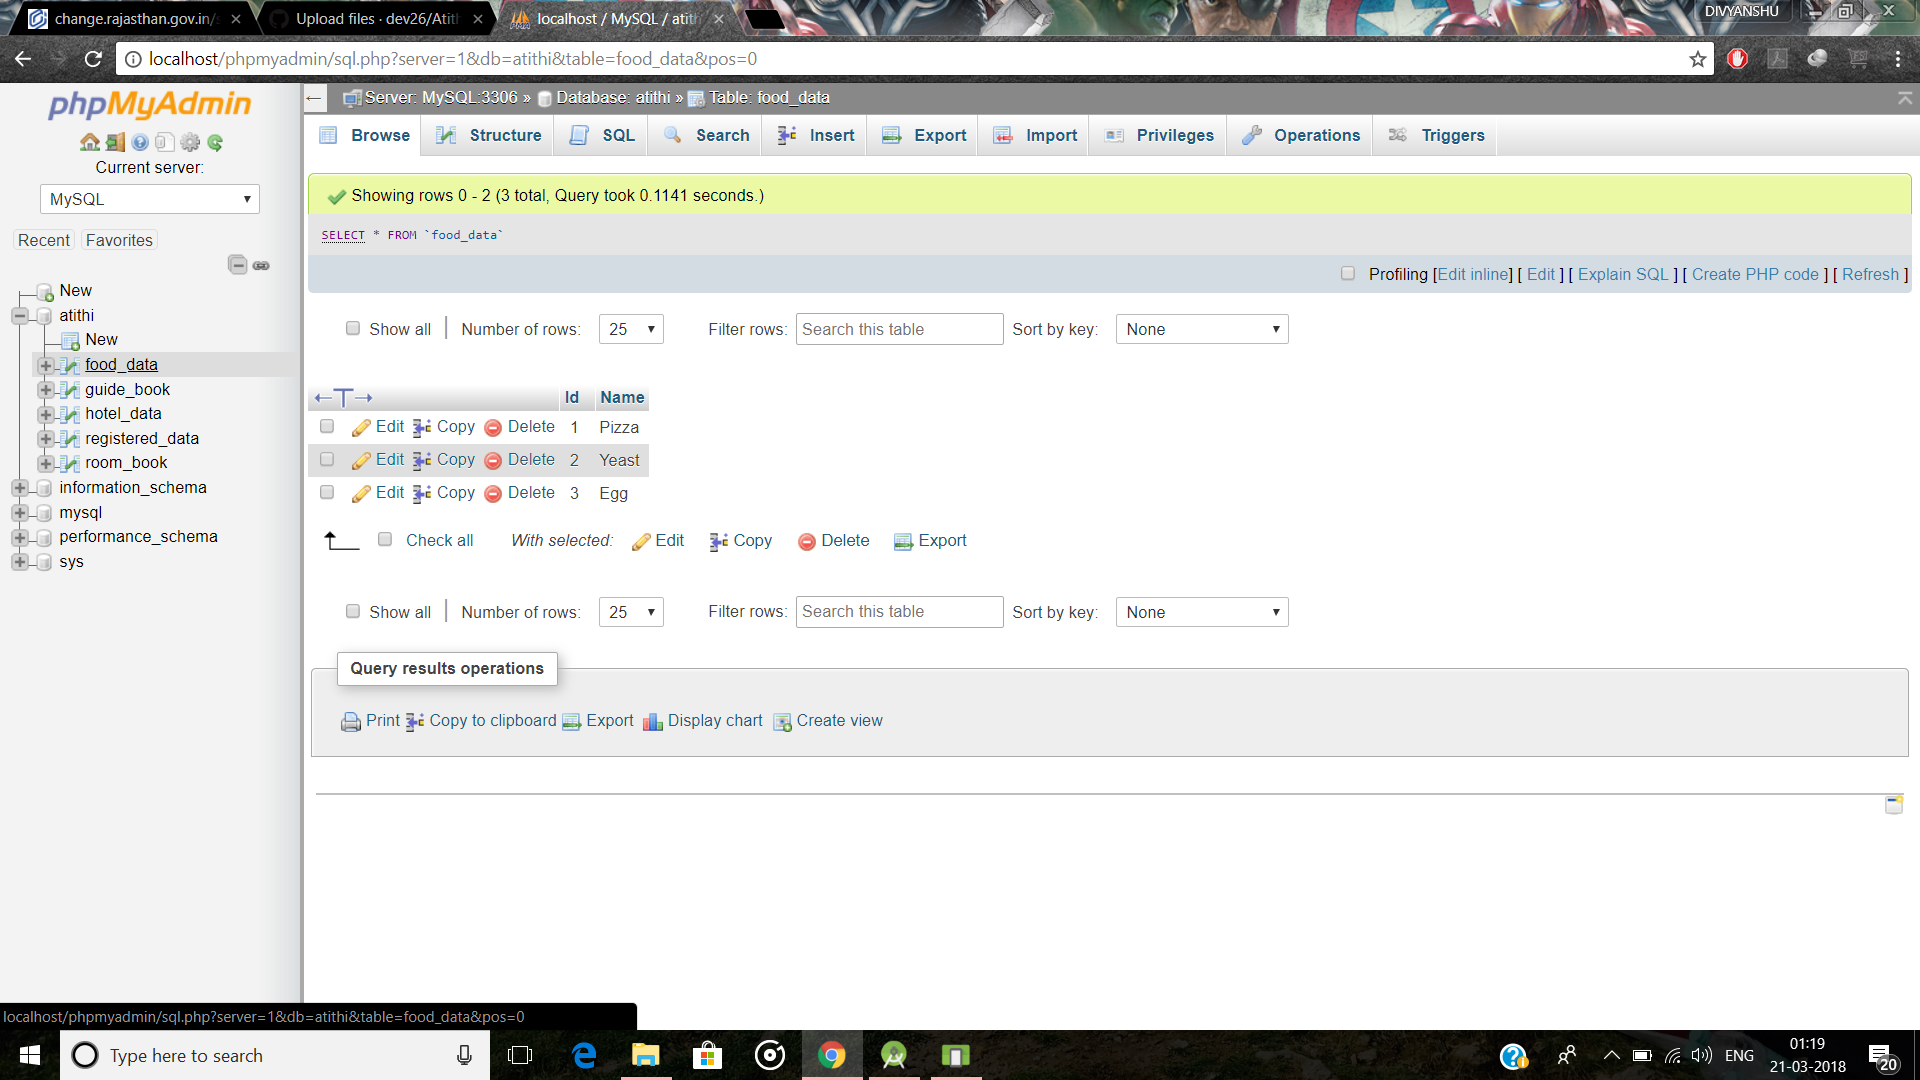 change.rajasthan.gov.in/s
Upload files · dev26/Atith
localhost / MySQL / atith
DIVYANSHU
localhost/phpmyadmin/sql.php?server=1&db=atithi&table=food_data&pos=0
phpMyAdmin
Current server:
MySQL
Recent
Favorites
New
atithi
New
food_data
guide_book
hotel_data
registered_data
room_book
information_schema
mysql
performance_schema
sys
Server: MySQL:3306 » Database: atithi » Table: food_data
Browse Structure SQL Search Insert Export Import Privileges Operations Triggers
Showing rows 0 - 2 (3 total, Query took 0.1141 seconds.)
SELECT * FROM `food_data`
Profiling [Edit inline] [ Edit ] [ Explain SQL ] [ Create PHP code ] [ Refresh ]
Show all Number of rows: 25 Filter rows: Search this table Sort by key: None
Id Name
Edit Copy Delete 1 Pizza
Edit Copy Delete 2 Yeast
Edit Copy Delete 3 Egg
Check all With selected: Edit Copy Delete Export
Show all Number of rows: 25 Filter rows: Search this table Sort by key: None
Query results operations
Print Copy to clipboard Export Display chart Create view
localhost/phpmyadmin/sql.php?server=1&db=atithi&table=food_data&pos=0
Type here to search
ENG
01:19
21-03-2018
20